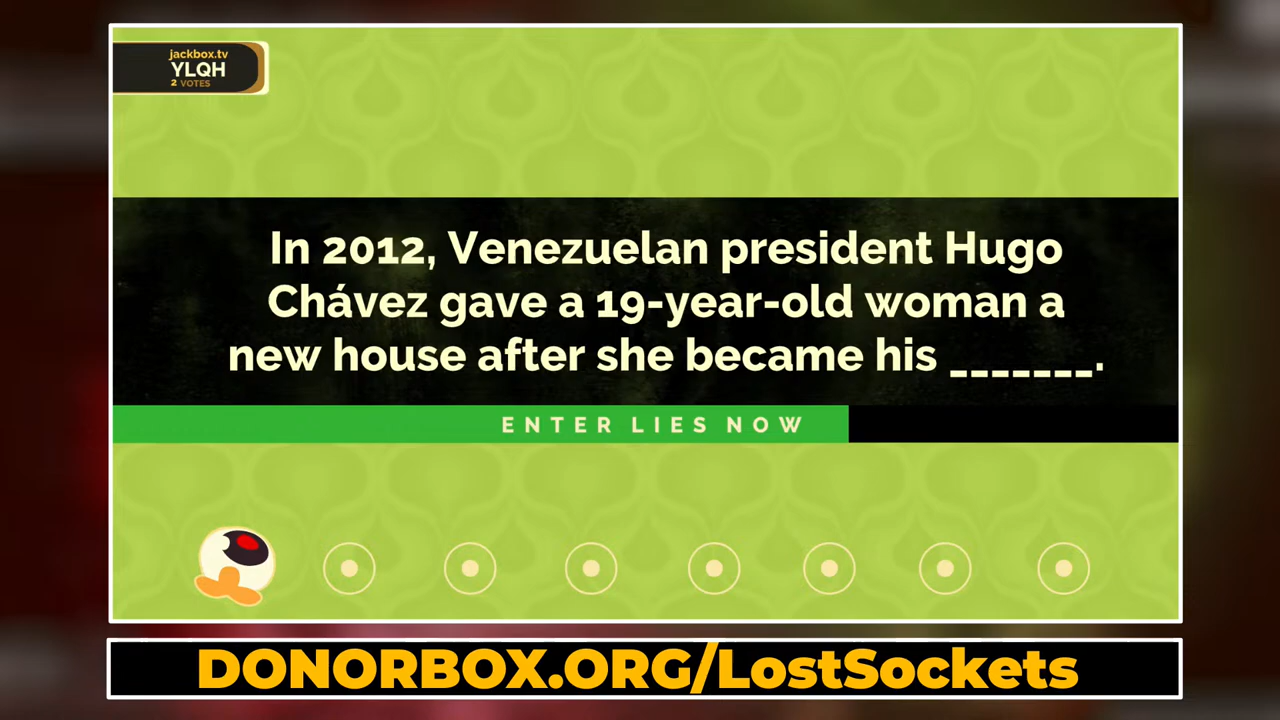 jackbox.tv
YLQH
2 VOTES
In 2012, Venezuelan president Hugo
Chávez gave a 19-year-old woman a
new house after she became his _______.
ENTER LIES NOW
DONORBOX.ORG/LostSockets